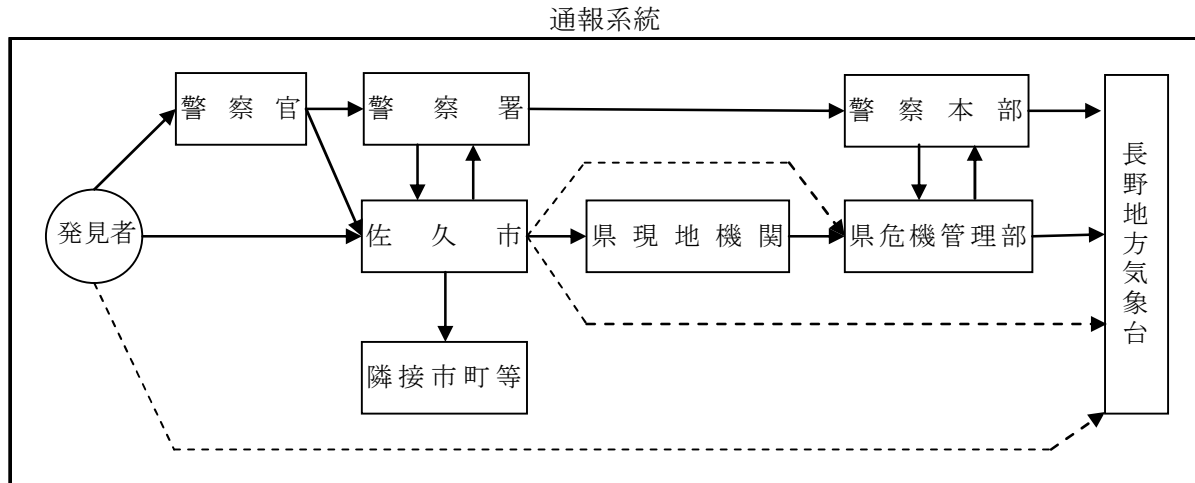 通報系統
警察官
警察署
警察本部
長野地方気象台
発見者
佐久市
県現地機関
県危機管理部
隣接市町等